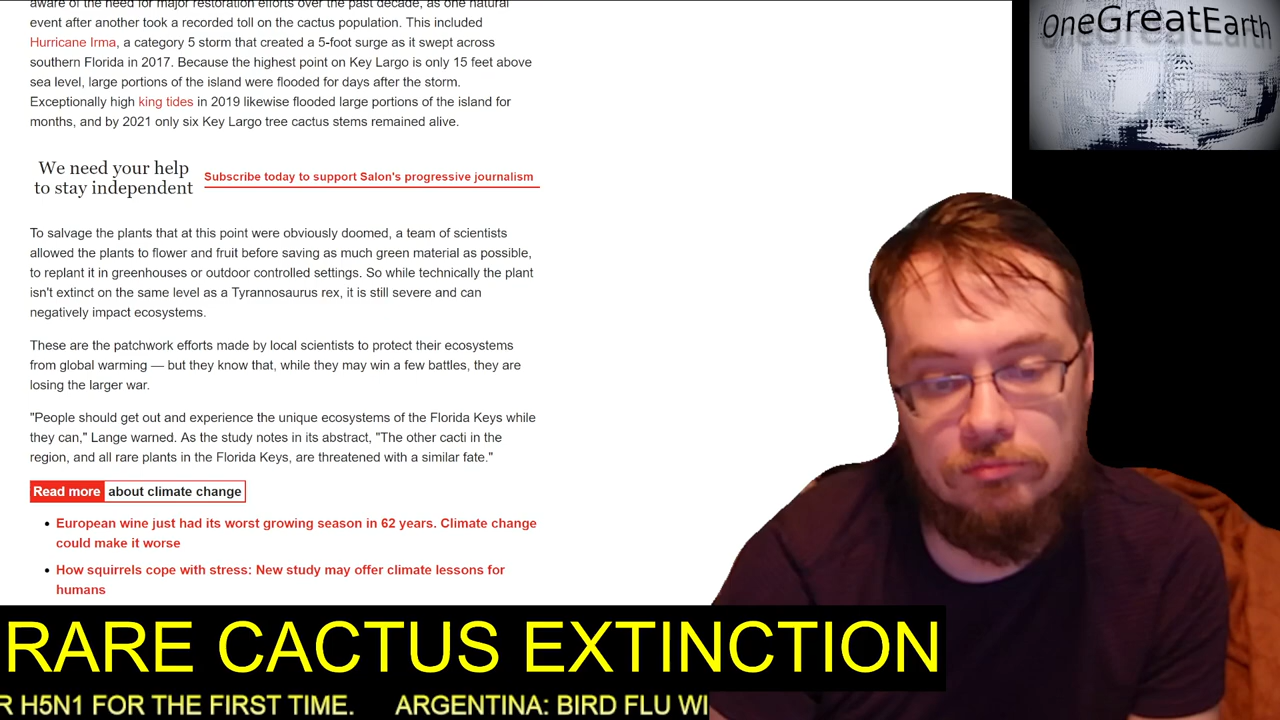 aware of the need for major restoration efforts over the past decade, as one natural
event after another took a recorded toll on the cactus population. This included
Hurricane Irma, a category 5 storm that created a 5-foot surge as it swept across
southern Florida in 2017. Because the highest point on Key Largo is only 15 feet above
sea level, large portions of the island were flooded for days after the storm.
Exceptionally high king tides in 2019 likewise flooded large portions of the island for
months, and by 2021 only six Key Largo tree cactus stems remained alive.
We need your help
to stay independent
Subscribe today to support Salon's progressive journalism
To salvage the plants that at this point were obviously doomed, a team of scientists
allowed the plants to flower and fruit before saving as much green material as possible,
to replant it in greenhouses or outdoor controlled settings. So while technically the plant
isn't extinct on the same level as a Tyrannosaurus rex, it is still severe and can
negatively impact ecosystems.
These are the patchwork efforts made by local scientists to protect their ecosystems
from global warming — but they know that, while they may win a few battles, they are
losing the larger war.
"People should get out and experience the unique ecosystems of the Florida Keys while
they can," Lange warned. As the study notes in its abstract, "The other cacti in the
region, and all rare plants in the Florida Keys, are threatened with a similar fate."
Read more about climate change
• European wine just had its worst growing season in 62 years. Climate change
could make it worse
• How squirrels cope with stress: New study may offer climate lessons for
humans
OneGreatEarth
RARE CACTUS EXTINCTION
R H5N1 FOR THE FIRST TIME. ARGENTINA: BIRD FLU WI